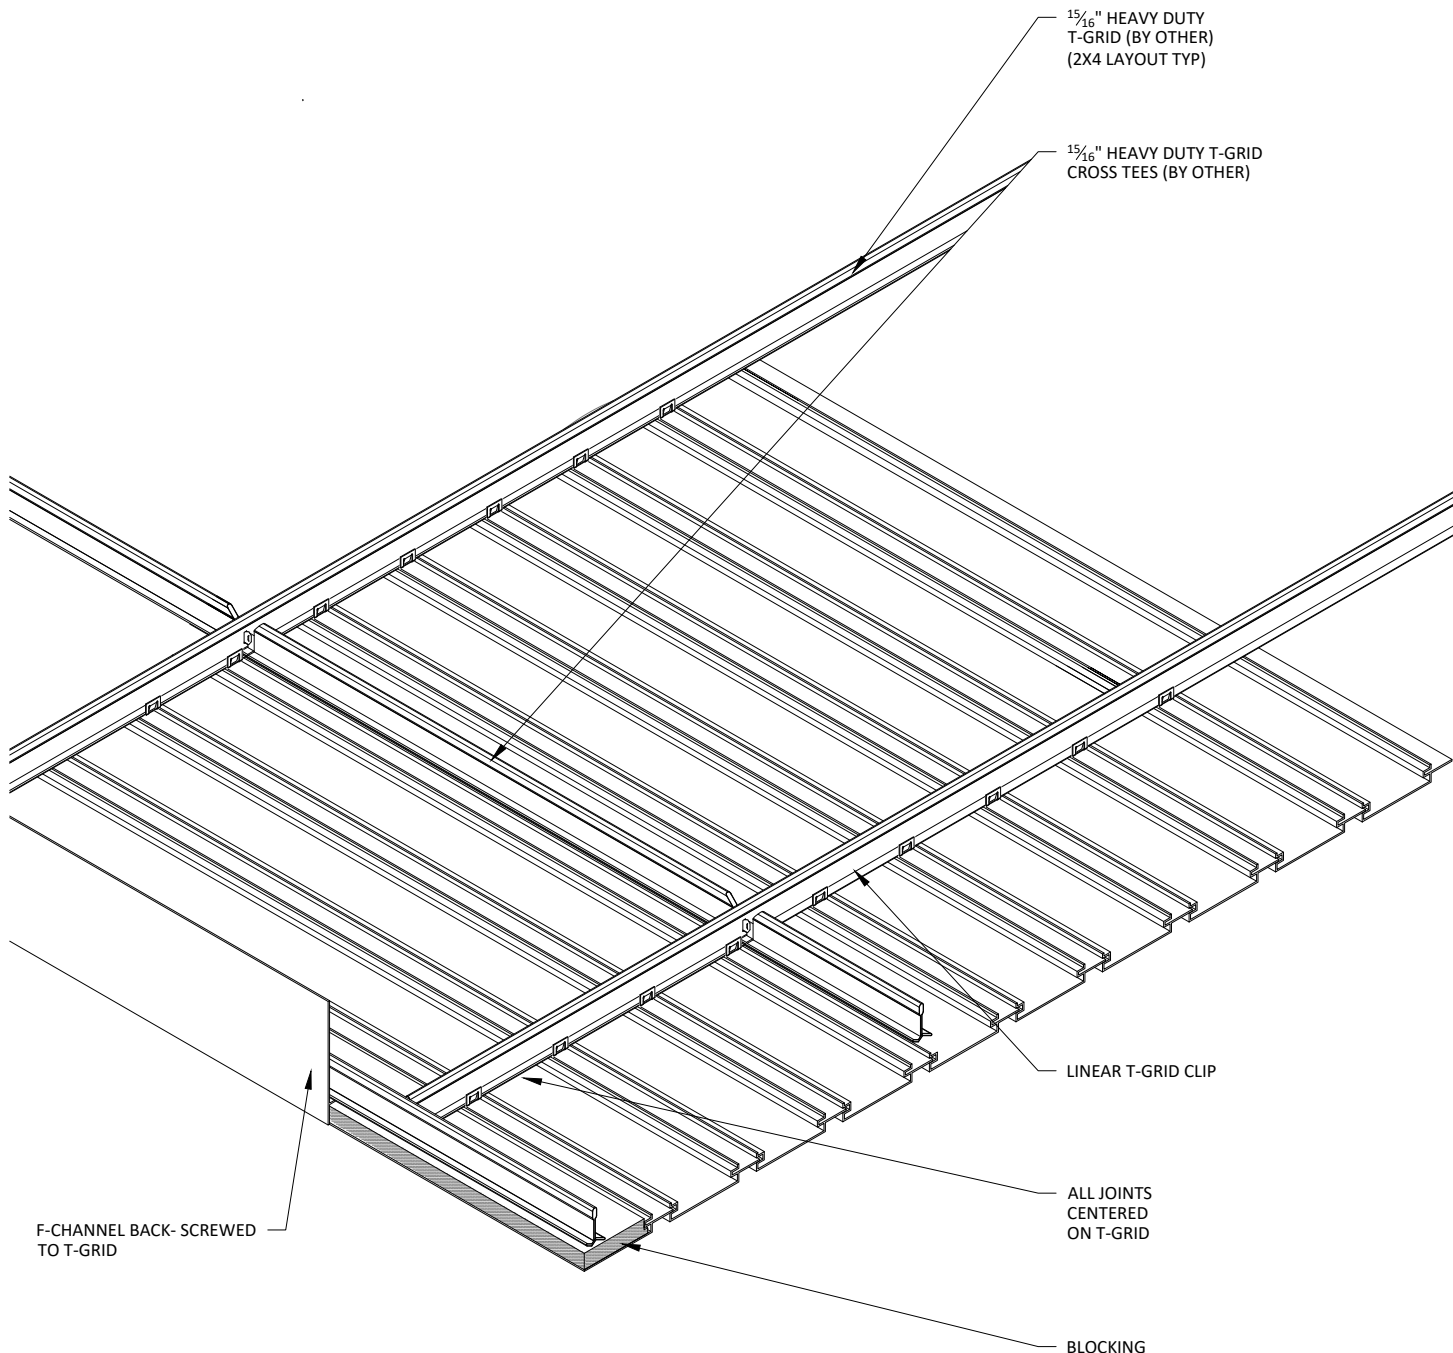 15/16" HEAVY DUTY
T-GRID (BY OTHER)
(2X4 LAYOUT TYP)
15/16" HEAVY DUTY T-GRID
CROSS TEES (BY OTHER)
LINEAR T-GRID CLIP
ALL JOINTS
CENTERED
ON T-GRID
F-CHANNEL BACK- SCREWED
TO T-GRID
BLOCKING